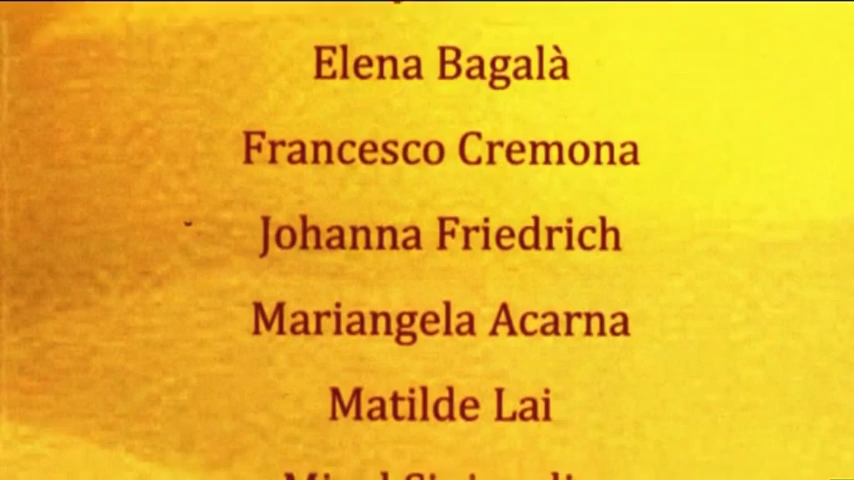 Elena Bagalà
Francesco Cremona
Johanna Friedrich
Mariangela Acarna
Matilde Lai